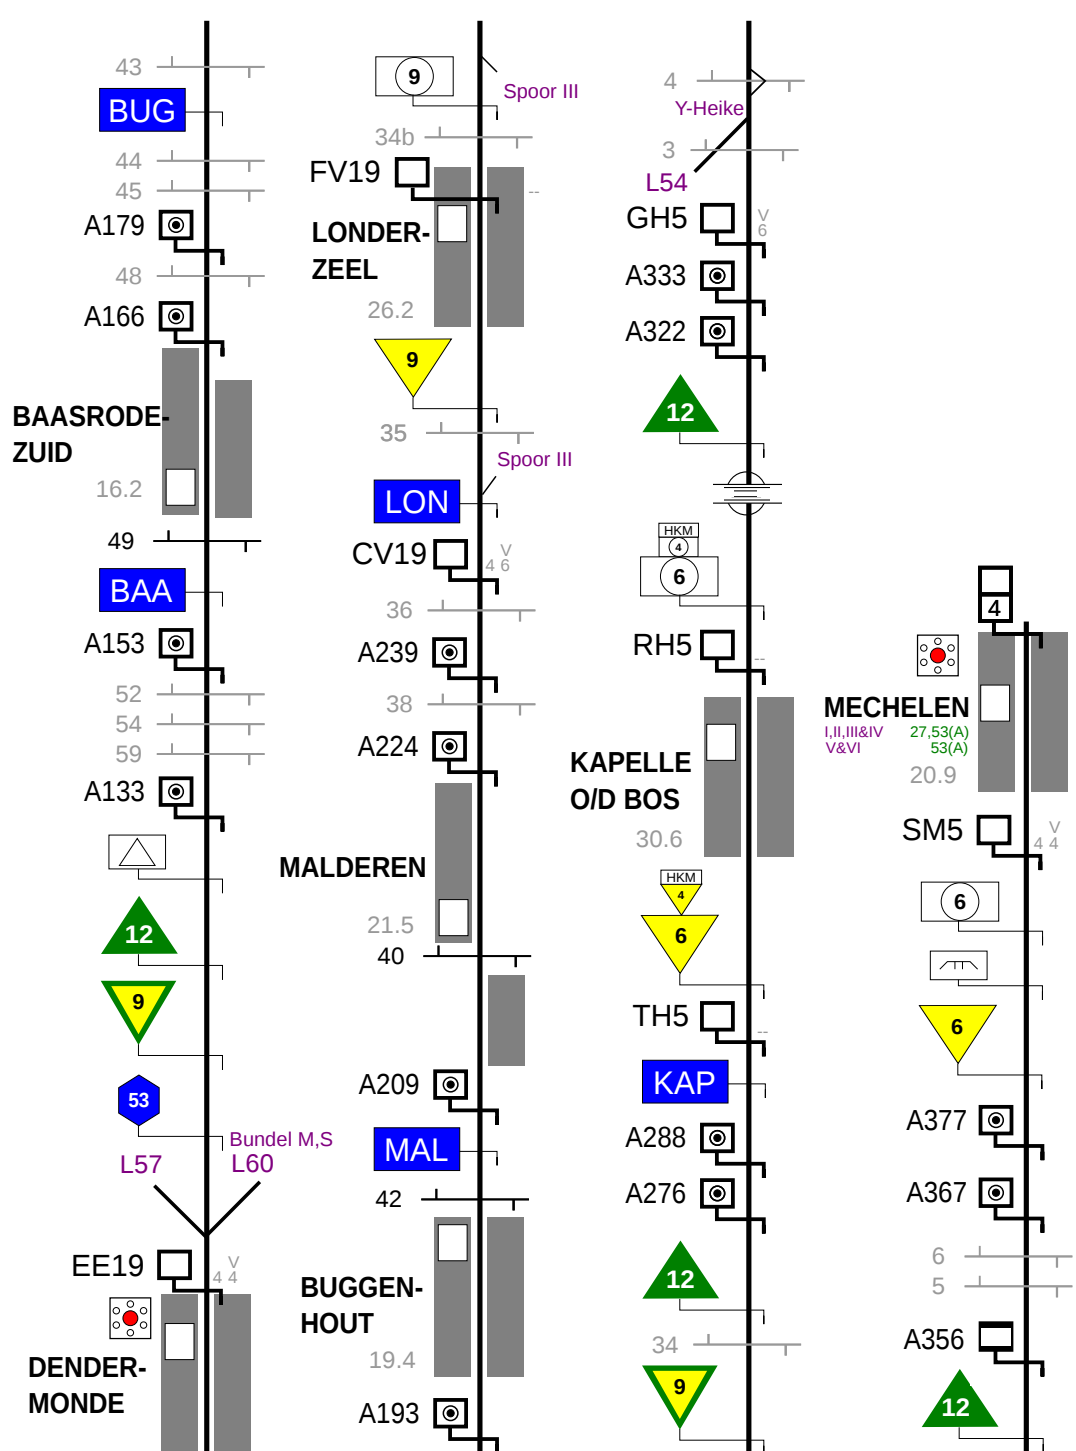 43
BUG
44
45
A179
48
A166
BAASRODE-
ZUID
16.2
49
BAA
A153
52
54
59
A133
12
9
53
Bundel M,S
L57
L60
EE19
V
4 4
DENDER-
MONDE
9
Spoor III
34b
FV19
--
LONDER-
ZEEL
26.2
9
35
Spoor III
LON
CV19
V
4 6
36
A239
38
A224
MALDEREN
21.5
40
A209
MAL
42
BUGGEN-
HOUT
19.4
A193
4
Y-Heike
3
L54
GH5
V
6
A333
A322
12
HKM
4
6
RH5
--
KAPELLE
O/D BOS
30.6
HKM
4
6
TH5
--
KAP
A288
A276
12
34
9
4
MECHELEN
I,II,III&IV 27,53(A)
V&VI 53(A)
20.9
SM5
V
4 4
6
6
A377
A367
6
5
A356
12